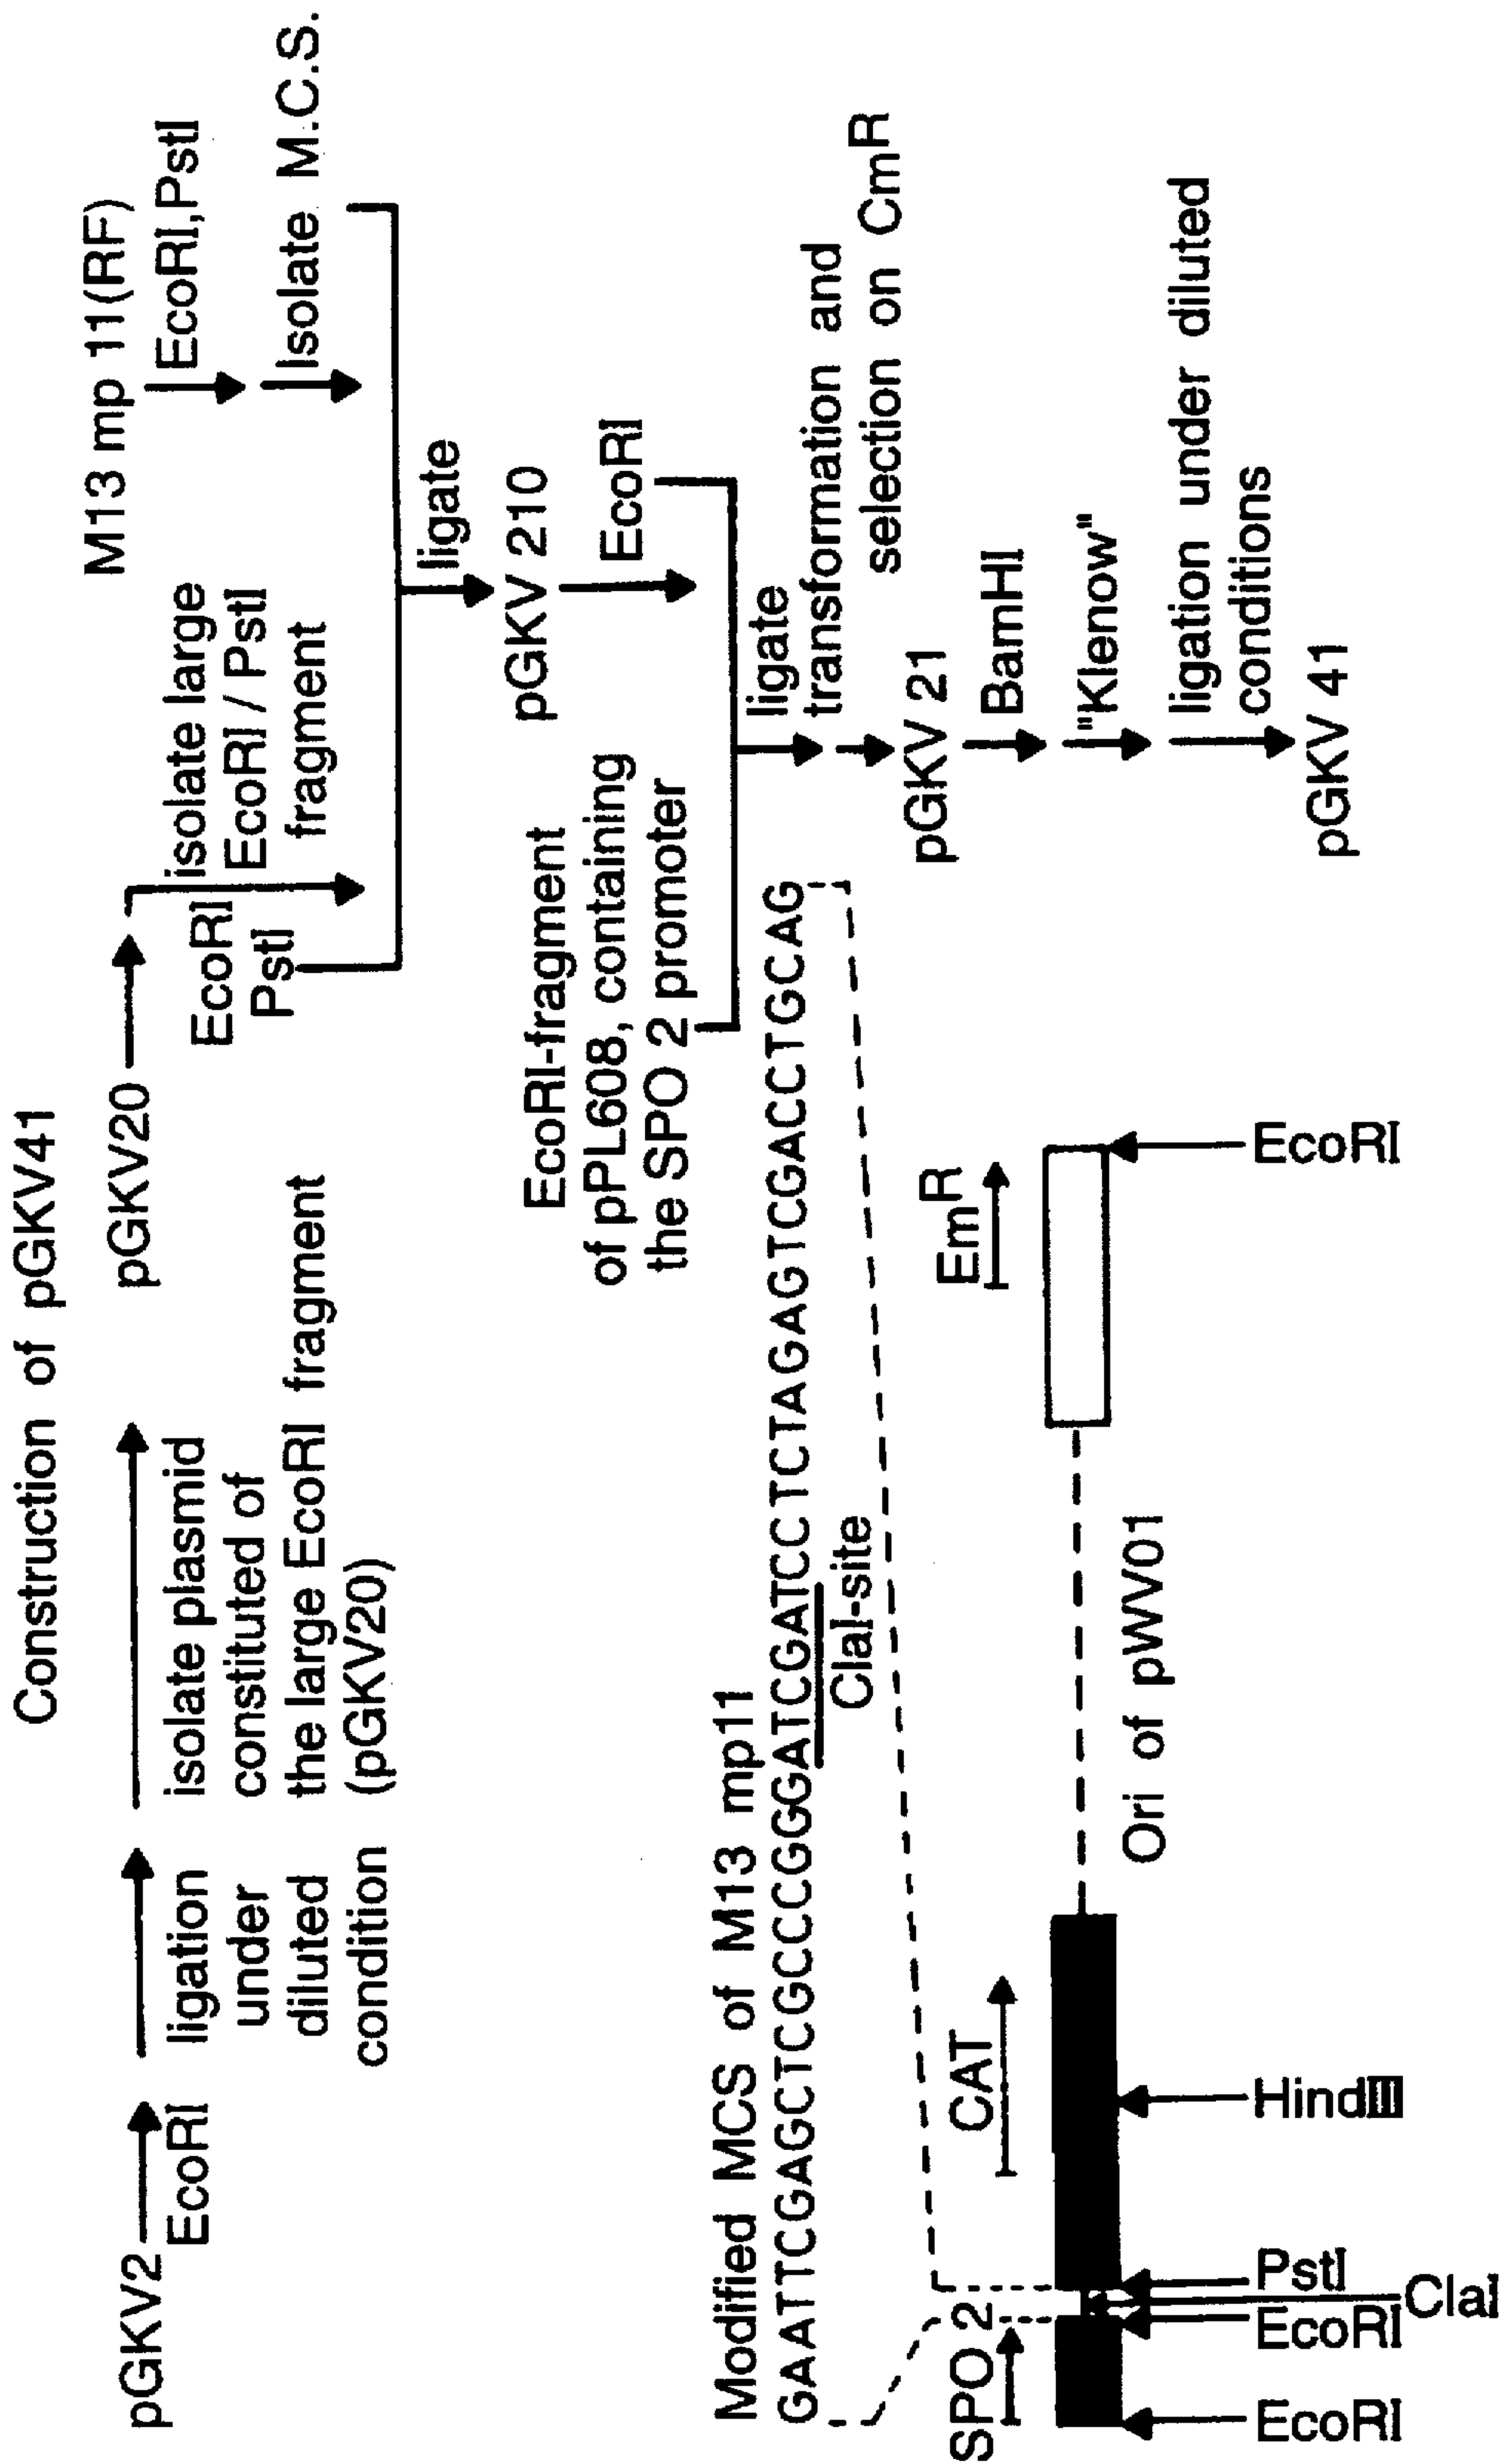 Construction of pGKV41
pGKV2
EcoRI
ligation
under
diluted
condition
isolate plasmid
constituted of
the large EcoRI fragment
(pGKV20)
pGKV20
EcoRI
PstI
isolate large
EcoRI / PstI
fragment
M13 mp 11(RF)
EcoRI,PstI
Isolate M.C.S.
ligate
pGKV 210
EcoRI
EcoRI-fragment
of pPL608, containing
the SPO 2 promoter
ligate
transformation and
selection on CmR
pGKV 21
BamHI
"Klenow"
ligation under diluted
conditions
pGKV 41
Modified MCS of M13 mp11
GAATTCGAGCTCGCCCGGGGATCGATCCTCTAGAGTCGACCTGCAG
ClaI-site
SPO 2
CAT
EmR
Ori of pWV01
EcoRI
EcoRI
ClaI
PstI
HindIII
EcoRI